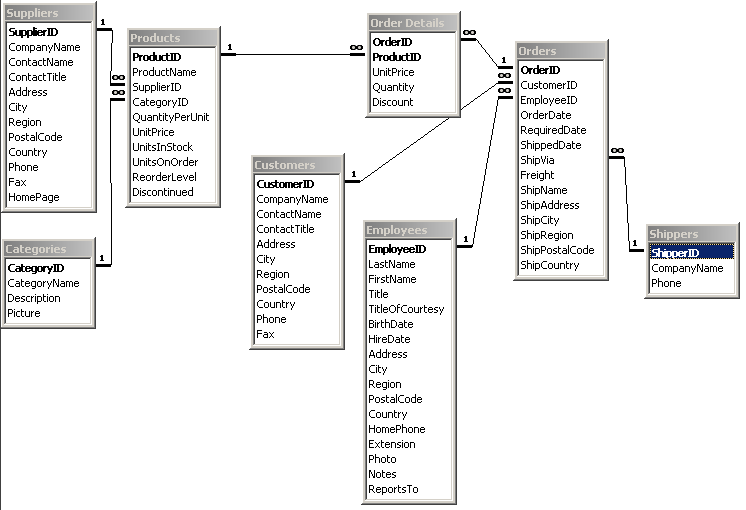 Suppliers
SupplierID
CompanyName
ContactName
ContactTitle
Address
City
Region
PostalCode
Country
Phone
Fax
HomePage
1
∞
Categories
CategoryID
CategoryName
Description
Picture
1
∞
Products
ProductID
ProductName
SupplierID
CategoryID
QuantityPerUnit
UnitPrice
UnitsInStock
UnitsOnOrder
ReorderLevel
Discontinued
1
∞
Order Details
OrderID
ProductID
UnitPrice
Quantity
Discount
∞
1
Customers
CustomerID
CompanyName
ContactName
ContactTitle
Address
City
Region
PostalCode
Country
Phone
Fax
1
∞
Employees
EmployeeID
LastName
FirstName
Title
TitleOfCourtesy
BirthDate
HireDate
Address
City
Region
PostalCode
Country
HomePhone
Extension
Photo
Notes
ReportsTo
1
∞
Orders
OrderID
CustomerID
EmployeeID
OrderDate
RequiredDate
ShippedDate
ShipVia
Freight
ShipName
ShipAddress
ShipCity
ShipRegion
ShipPostalCode
ShipCountry
∞
1
Shippers
ShipperID
CompanyName
Phone